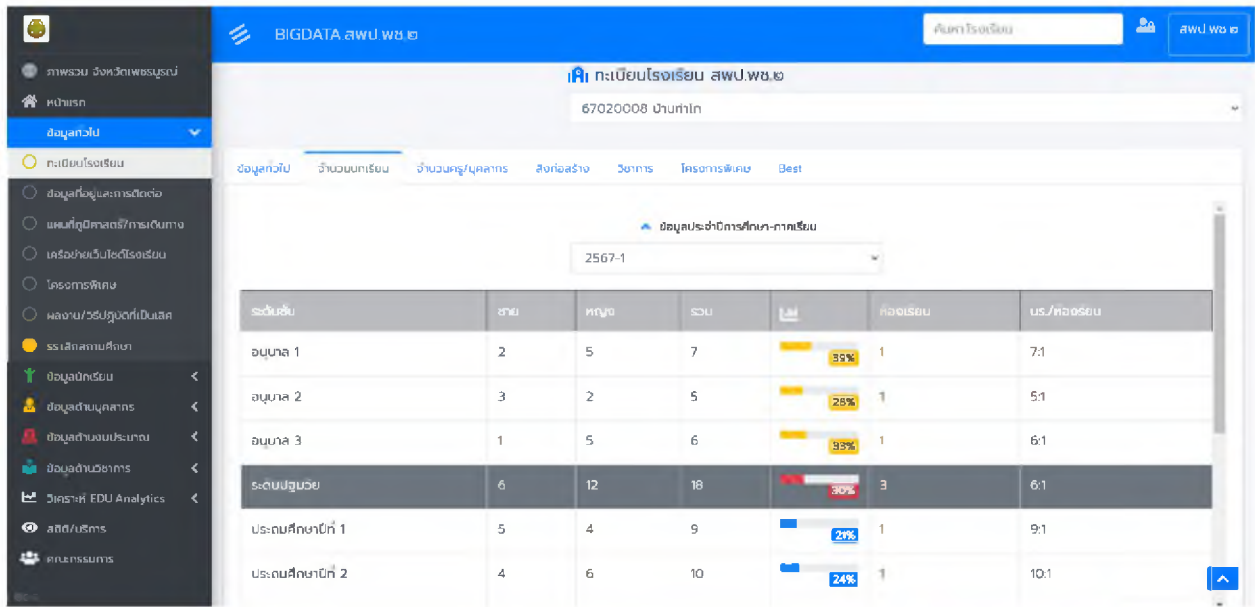 BIGDATA สพป.พช.๒
ค้นหาโรงเรียน
สพป.พช.๒
ภาพรวม จังหวัดเพชรบูรณ์
หน้าแรก
ข้อมูลทั่วไป
ทะเบียนโรงเรียน
ข้อมูลที่อยู่และการติดต่อ
แผนที่ภูมิศาสตร์/การเดินทาง
เครือข่ายเว็บไซต์โรงเรียน
โครงการพิเศษ
ผลงาน/วิธีปฏิบัติที่เป็นเลิศ
รร.เลิกสถานศึกษา
ข้อมูลนักเรียน
ข้อมูลด้านบุคลากร
ข้อมูลด้านงบประมาณ
ข้อมูลด้านวิชาการ
วิเคราะห์ EDU Analytics
สถิติ/บริการ
คณะกรรมการ
ทะเบียนโรงเรียน สพป.พช.๒
67020008 บ้านท่าโก
ข้อมูลทั่วไป จำนวนนักเรียน จำนวนครู/บุคลากร สิ่งก่อสร้าง วิชาการ โครงการพิเศษ Best
ข้อมูลประจำปีการศึกษา-ภาคเรียน
2567-1
ระดับชั้น ชาย หญิง รวม ห้องเรียน นร./ห้องเรียน
อนุบาล 1 2 5 7 39% 1 7:1
อนุบาล 2 3 2 5 28% 1 5:1
อนุบาล 3 1 5 6 33% 1 6:1
ระดับปฐมวัย 6 12 18 30% 3 6:1
ประถมศึกษาปีที่ 1 5 4 9 21% 1 9:1
ประถมศึกษาปีที่ 2 4 6 10 24% 1 10:1